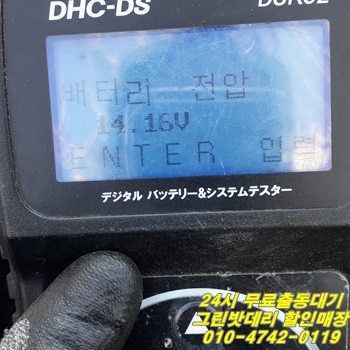 DHC-DS
배터리 전압
14.16V
ENTER 입력
デジタル バッテリー&システムテスター
24시 무료출동대기
그린밧데리 할인매장
010-4742-0119